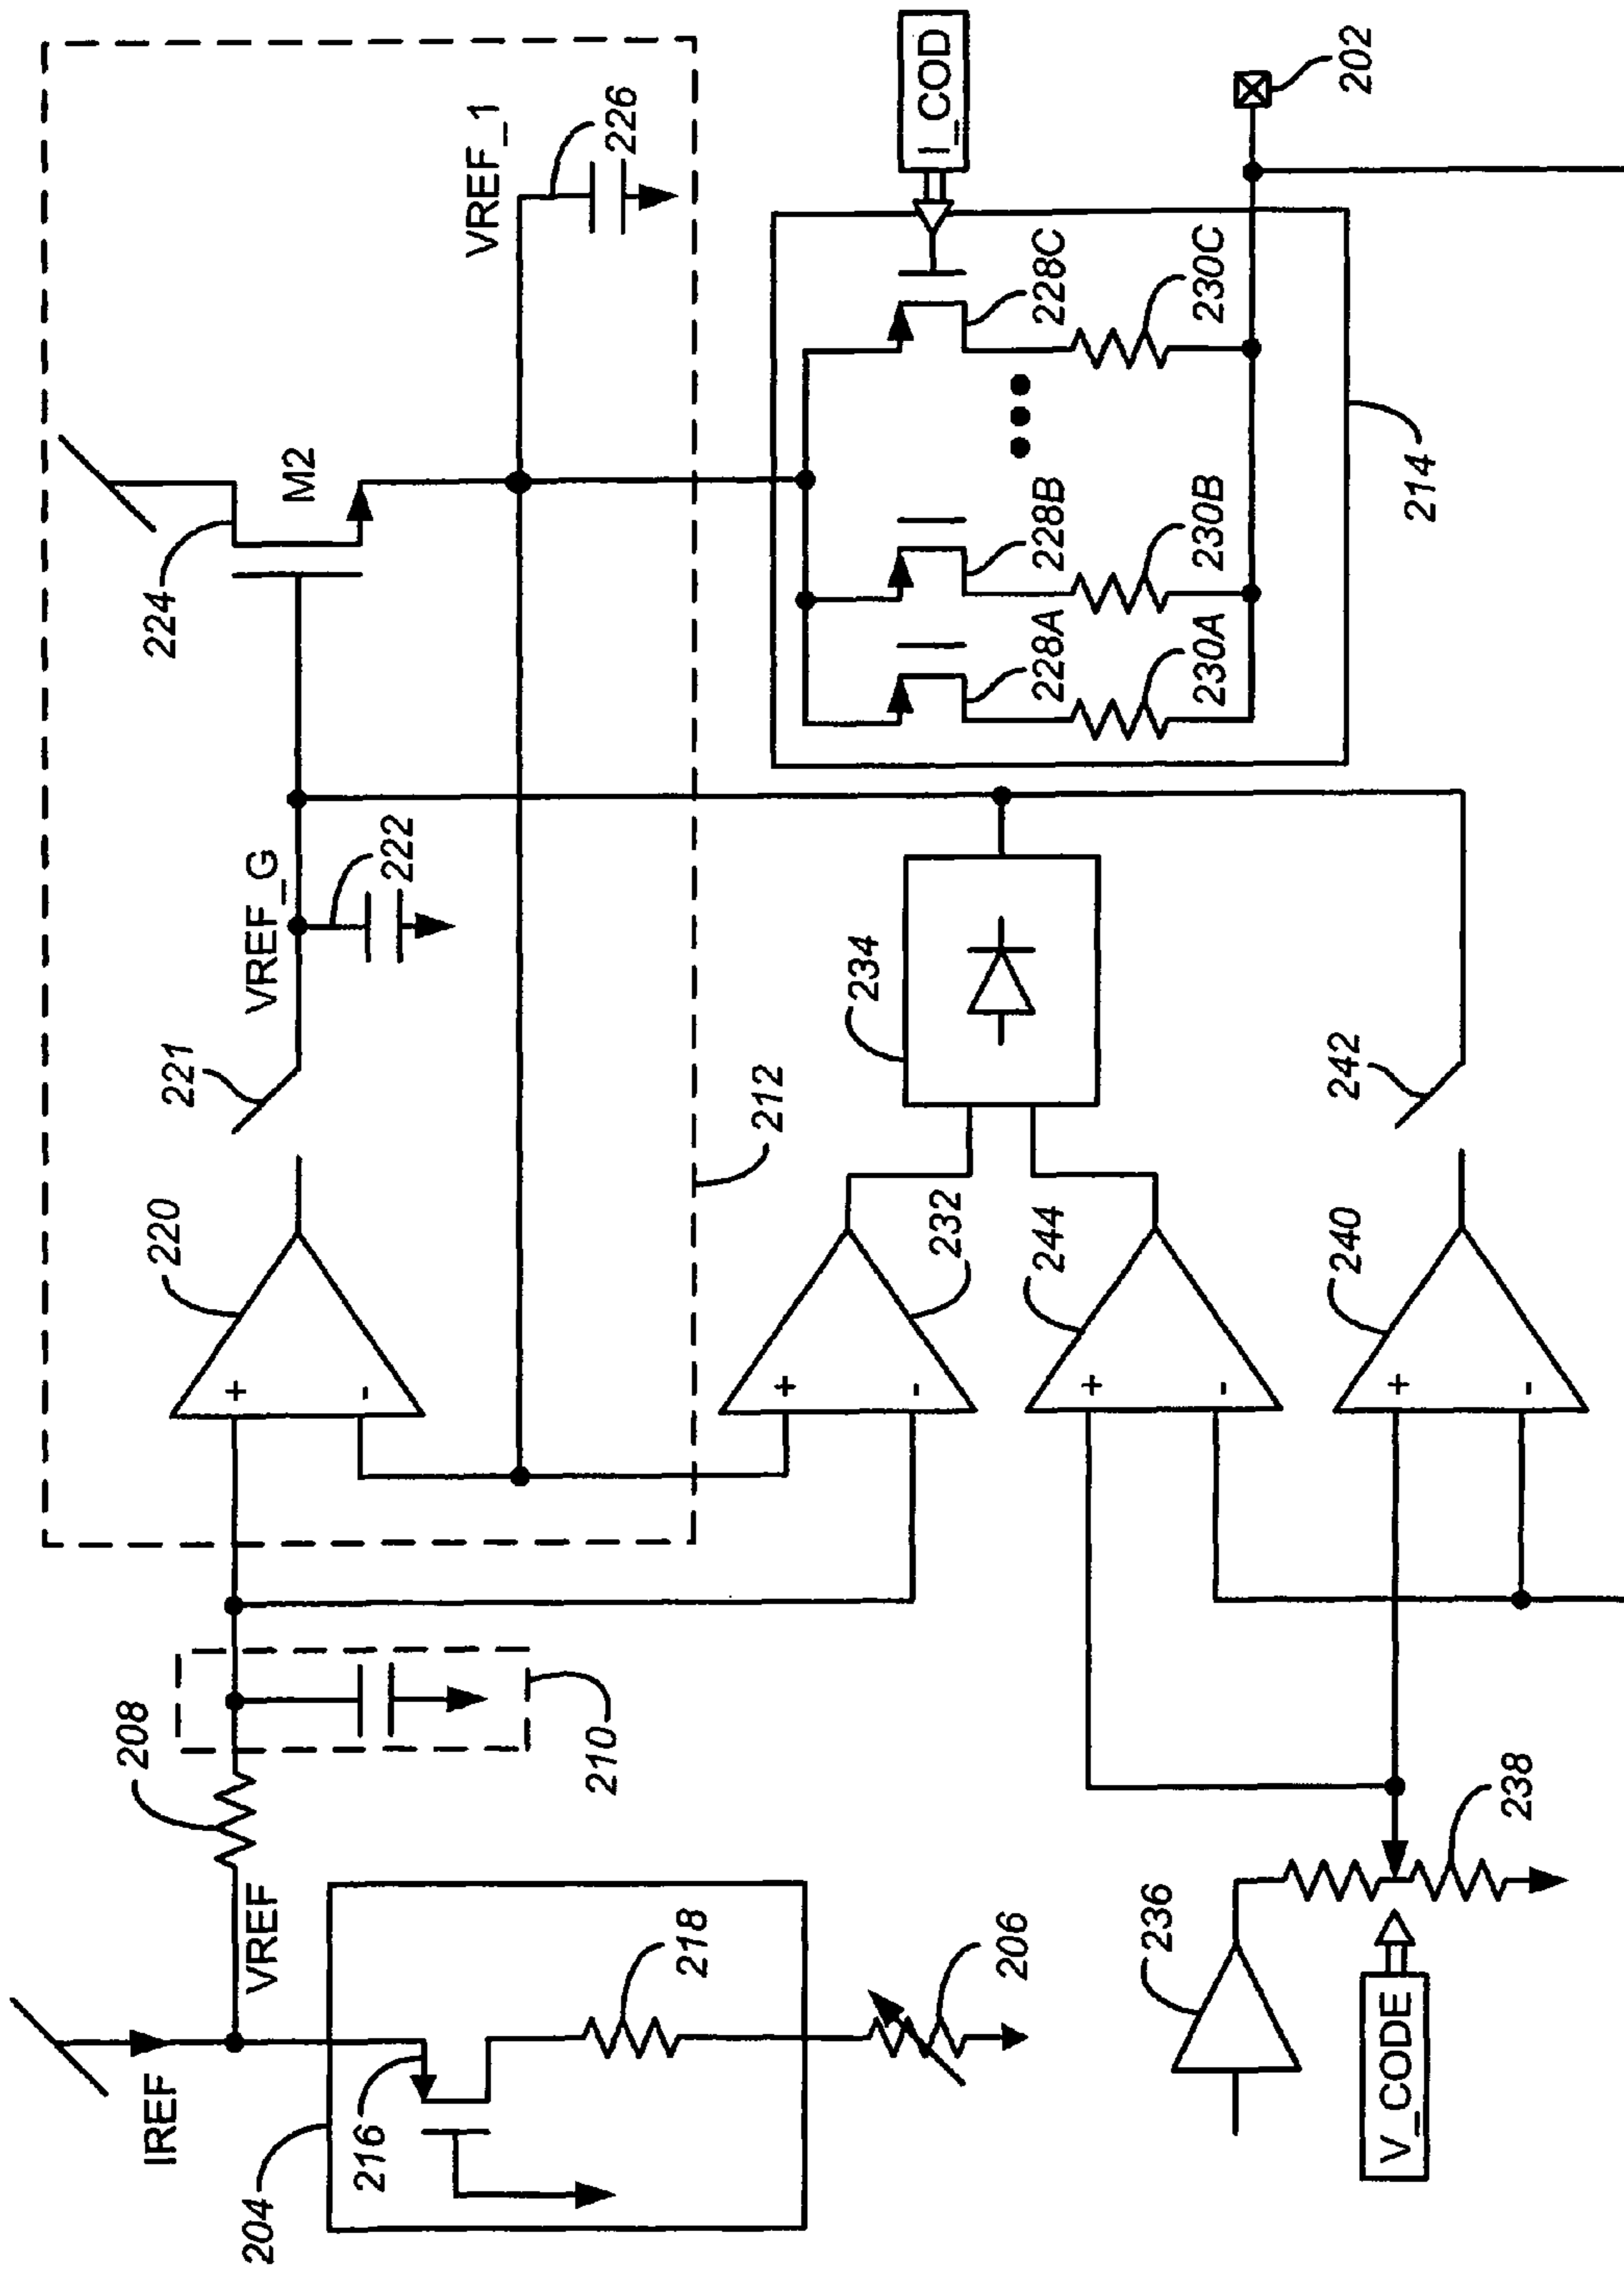 224
M2
VREF_1
226
VREF_G
222
221
220
+
-
212
208
210
VREF
IREF
204
216
218
206
I_COD
202
228A
228B
228C
230A
230B
230C
214
234
232
+
-
244
+
-
240
+
-
242
236
238
V_CODE